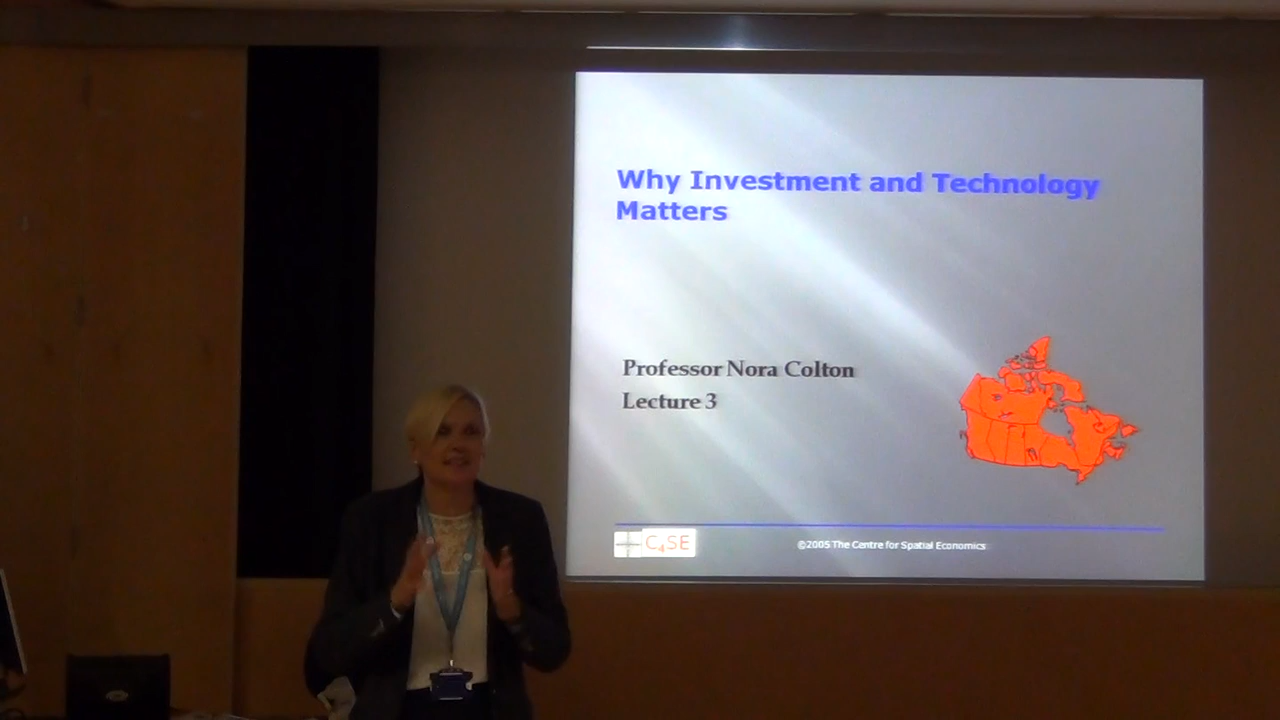 Why Investment and Technology
Matters
Professor Nora Colton
Lecture 3
C4SE
©2005 The Centre for Spatial Economics